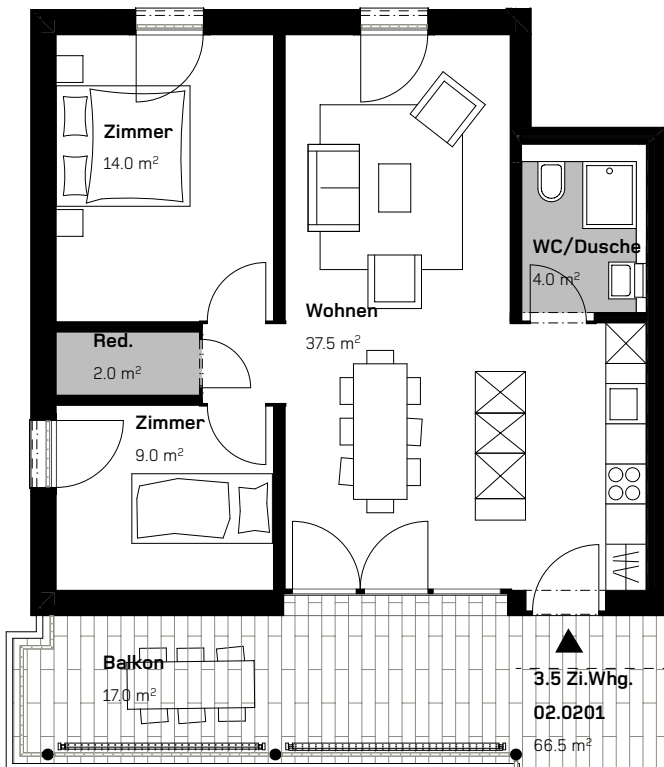 Zimmer
14.0 m²
WC/Dusche
4.0 m²
Wohnen
37.5 m²
Red.
2.0 m²
Zimmer
9.0 m²
Balkon
17.0 m²
3.5 Zi.Whg.
02.0201
66.5 m²